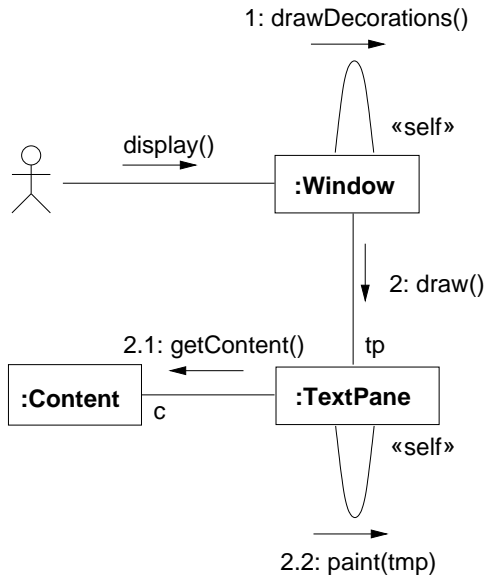 1: drawDecorations()
«self»
display()
:Window
2: draw()
2.1: getContent()
tp
:Content
:TextPane
c
«self»
2.2: paint(tmp)